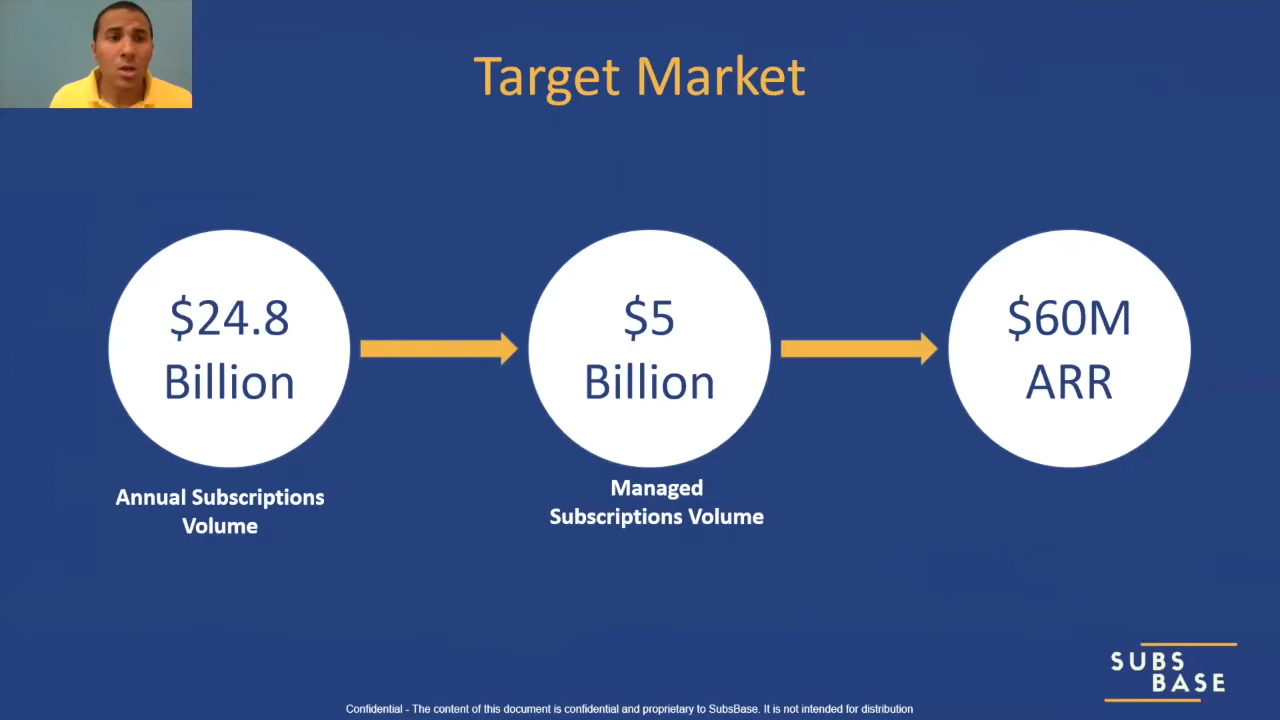 Target Market
$24.8
Billion
$5
Billion
$60M
ARR
Annual Subscriptions
Volume
Managed
Subscriptions Volume
SUBS
BASE
Confidential - The content of this document is confidential and proprietary to SubsBase. It is not intended for distribution